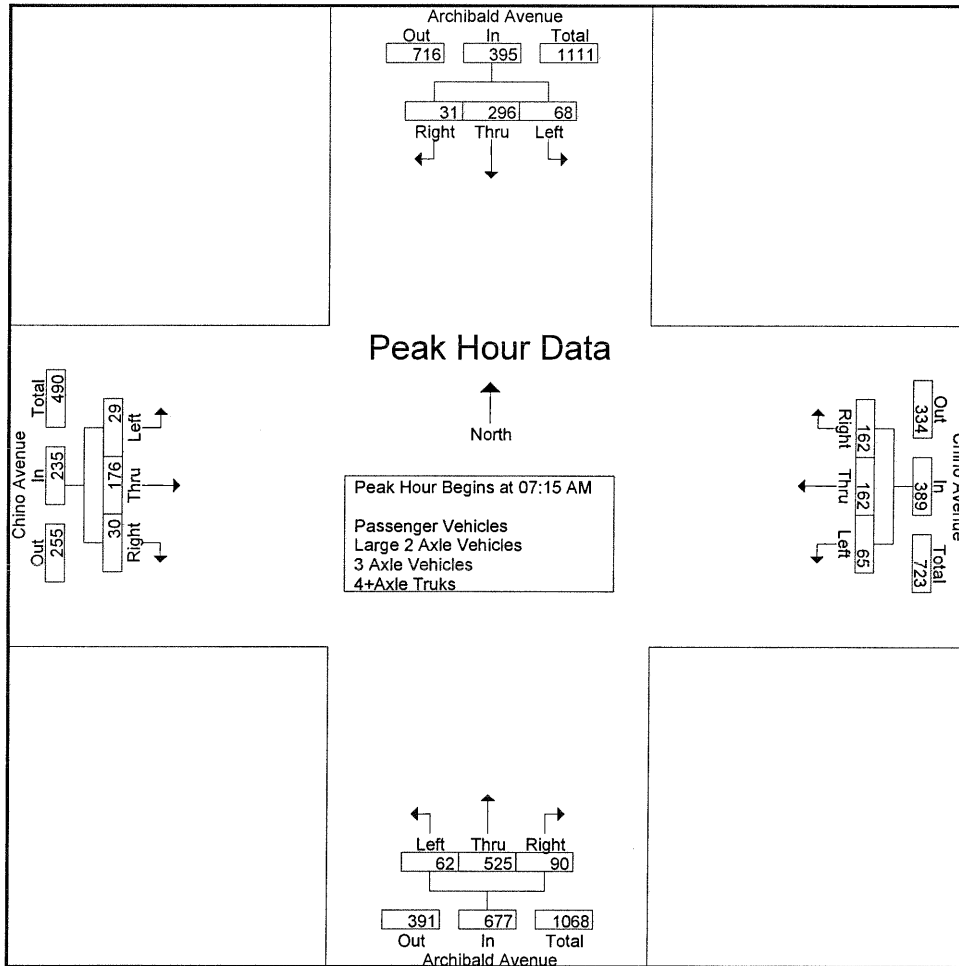 Archibald Avenue
Out In Total
716 395 1111
31 296 68
Right Thru Left
Peak Hour Data
North
Peak Hour Begins at 07:15 AM
Passenger Vehicles
Large 2 Axle Vehicles
3 Axle Vehicles
4+Axle Truks
Chino Avenue
Out In Total
255 235 490
30 176 29
Right Thru Left
Chino Avenue
Out In Total
334 389 723
162 162 65
Right Thru Left
Left Thru Right
62 525 90
391 677 1068
Out In Total
Archibald Avenue